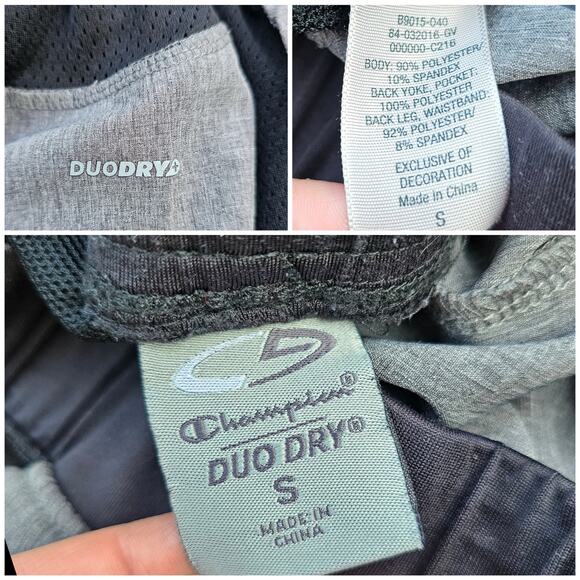 DUODRY+
B9015-040
84-032016-GV
000000-C216
BODY: 90% POLYESTER/
10% SPANDEX
BACK YOKE, POCKET:
100% POLYESTER
BACK LEG, WAISTBAND:
92% POLYESTER/
8% SPANDEX
EXCLUSIVE OF
DECORATION
Made in China
S
Champion®
DUO DRY®
S
MADE IN
CHINA